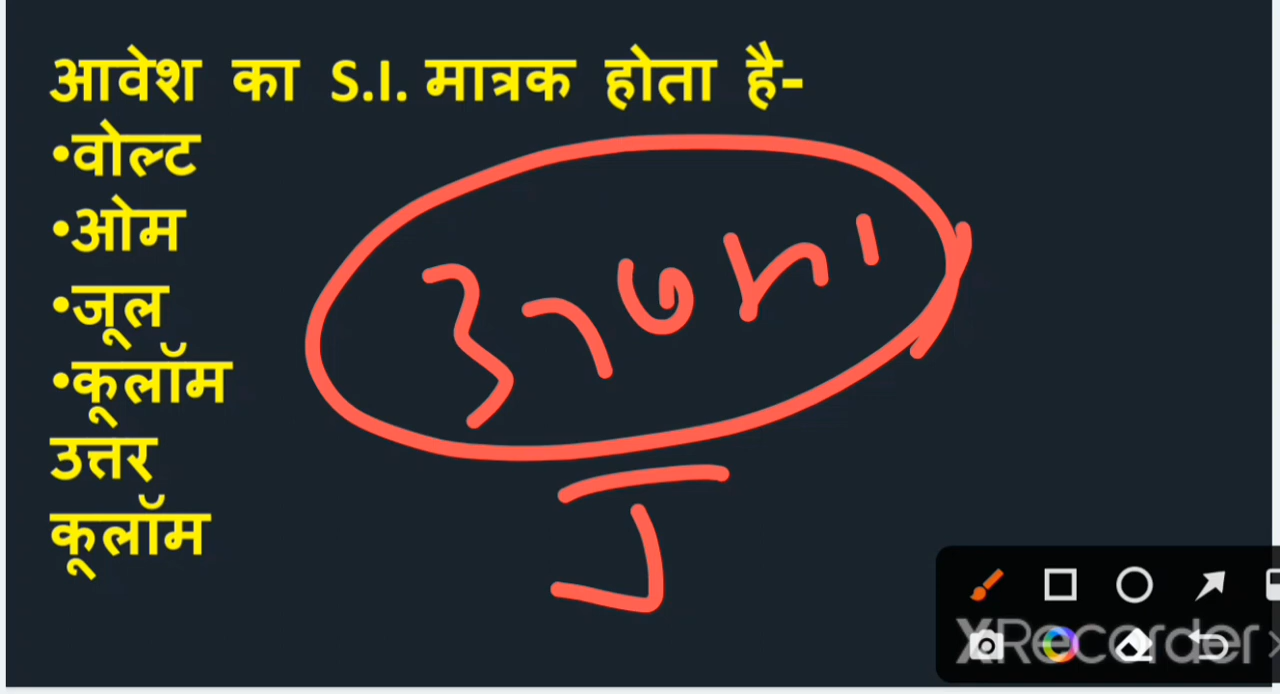 आवेश का S.I. मात्रक होता है-
•वोल्ट
•ओम
•जूल
•कूलॉम
उत्तर
कूलॉम
J
XRecorder